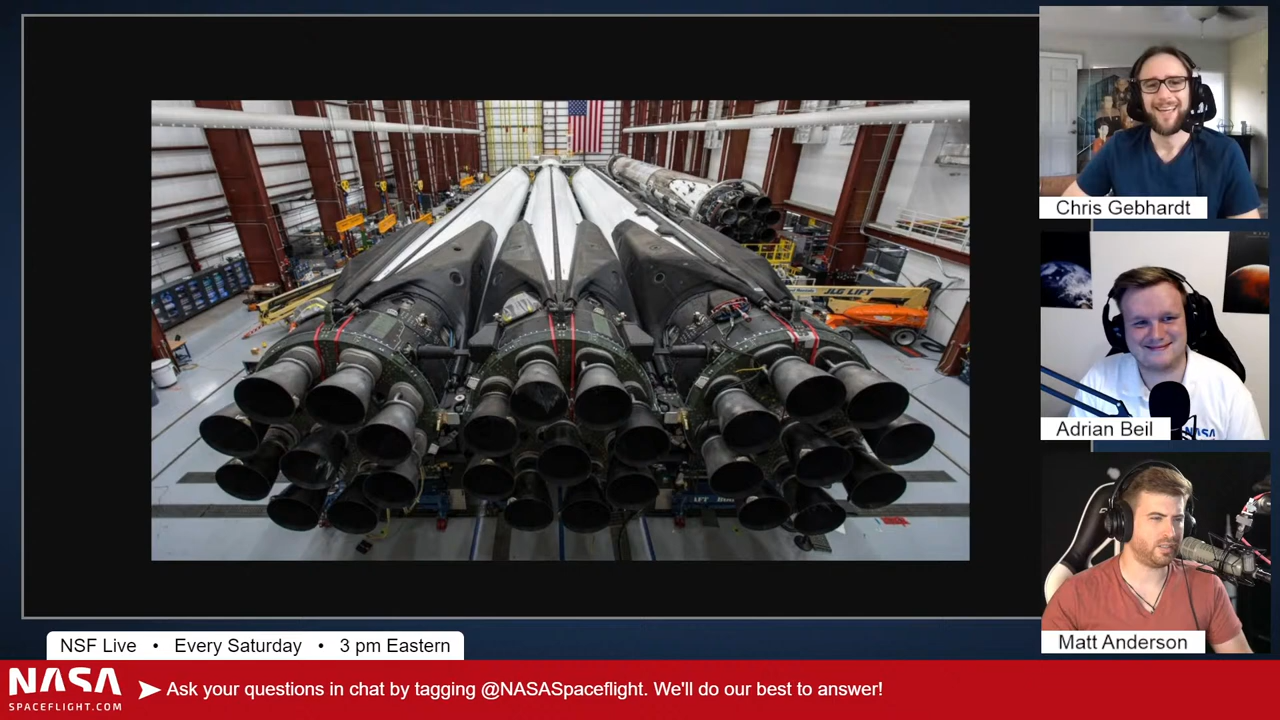 JLG LIFT
Chris Gebhardt
Adrian Beil
NASA
Matt Anderson
NSF Live • Every Saturday • 3 pm Eastern
NASA
SPACEFLIGHT.COM
Ask your questions in chat by tagging @NASASpaceflight. We'll do our best to answer!